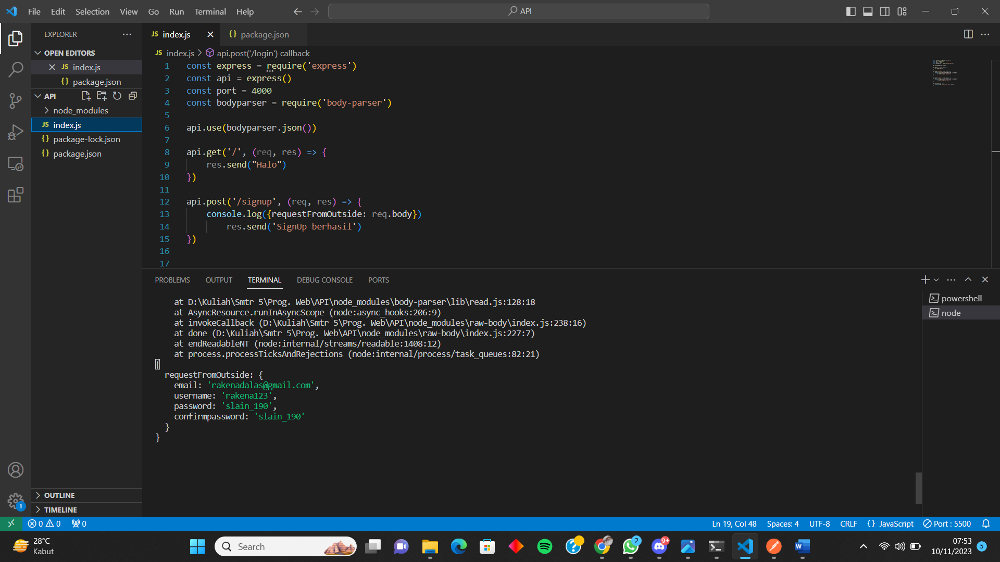 File Edit Selection View Go Run Terminal Help
API
EXPLORER
OPEN EDITORS
JS index.js
{} package.json
API
node_modules
JS index.js
{} package-lock.json
{} package.json
OUTLINE
TIMELINE
JS index.js
{} package.json
JS index.js > api.post('/login') callback
1 const express = require('express')
2 const api = express()
3 const port = 4000
4 const bodyparser = require('body-parser')
5
6 api.use(bodyparser.json())
7
8 api.get('/', (req, res) => {
9 res.send("Halo")
10 })
11
12 api.post('/signup', (req, res) => {
13 console.log({requestFromOutside: req.body})
14 res.send('SignUp berhasil')
15 })
16
17
PROBLEMS OUTPUT TERMINAL DEBUG CONSOLE PORTS
at D:\Kuliah\Smtr 5\Prog. Web\API\node_modules\body-parser\lib\read.js:128:18
at AsyncResource.runInAsyncScope (node:async_hooks:206:9)
at invokeCallback (D:\Kuliah\Smtr 5\Prog. Web\API\node_modules\raw-body\index.js:238:16)
at done (D:\Kuliah\Smtr 5\Prog. Web\API\node_modules\raw-body\index.js:227:7)
at endReadableNT (node:internal/streams/readable:1408:12)
at process.processTicksAndRejections (node:internal/process/task_queues:82:21)
{
requestFromOutside: {
email: 'rakenadalas@gmail.com',
username: 'rakena123',
password: 'slain_190',
confirmpassword: 'slain_190'
}
}
powershell
node
1
0 0 0
Ln 19, Col 48 Spaces: 4 UTF-8 CRLF {} JavaScript Port : 5500
28°C
Kabut
Search
2
9+
07:53
10/11/2023
5